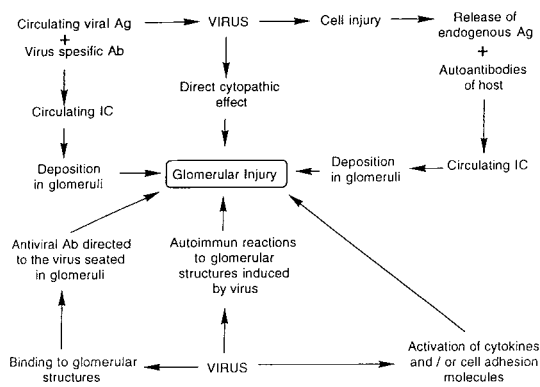 Circulating viral Ag
+
Virus spesific Ab
VIRUS
Cell injury
Release of
endogenous Ag
+
Autoantibodies
of host
Direct cytopathic
effect
Circulating IC
Deposition
in glomeruli
Glomerular Injury
Deposition
in glomeruli
Circulating IC
Antiviral Ab directed
to the virus seated
in glomeruli
Autoimmun reactions
to glomerular
structures induced
by virus
Binding to glomerular
structures
VIRUS
Activation of cytokines
and / or cell adhesion
molecules